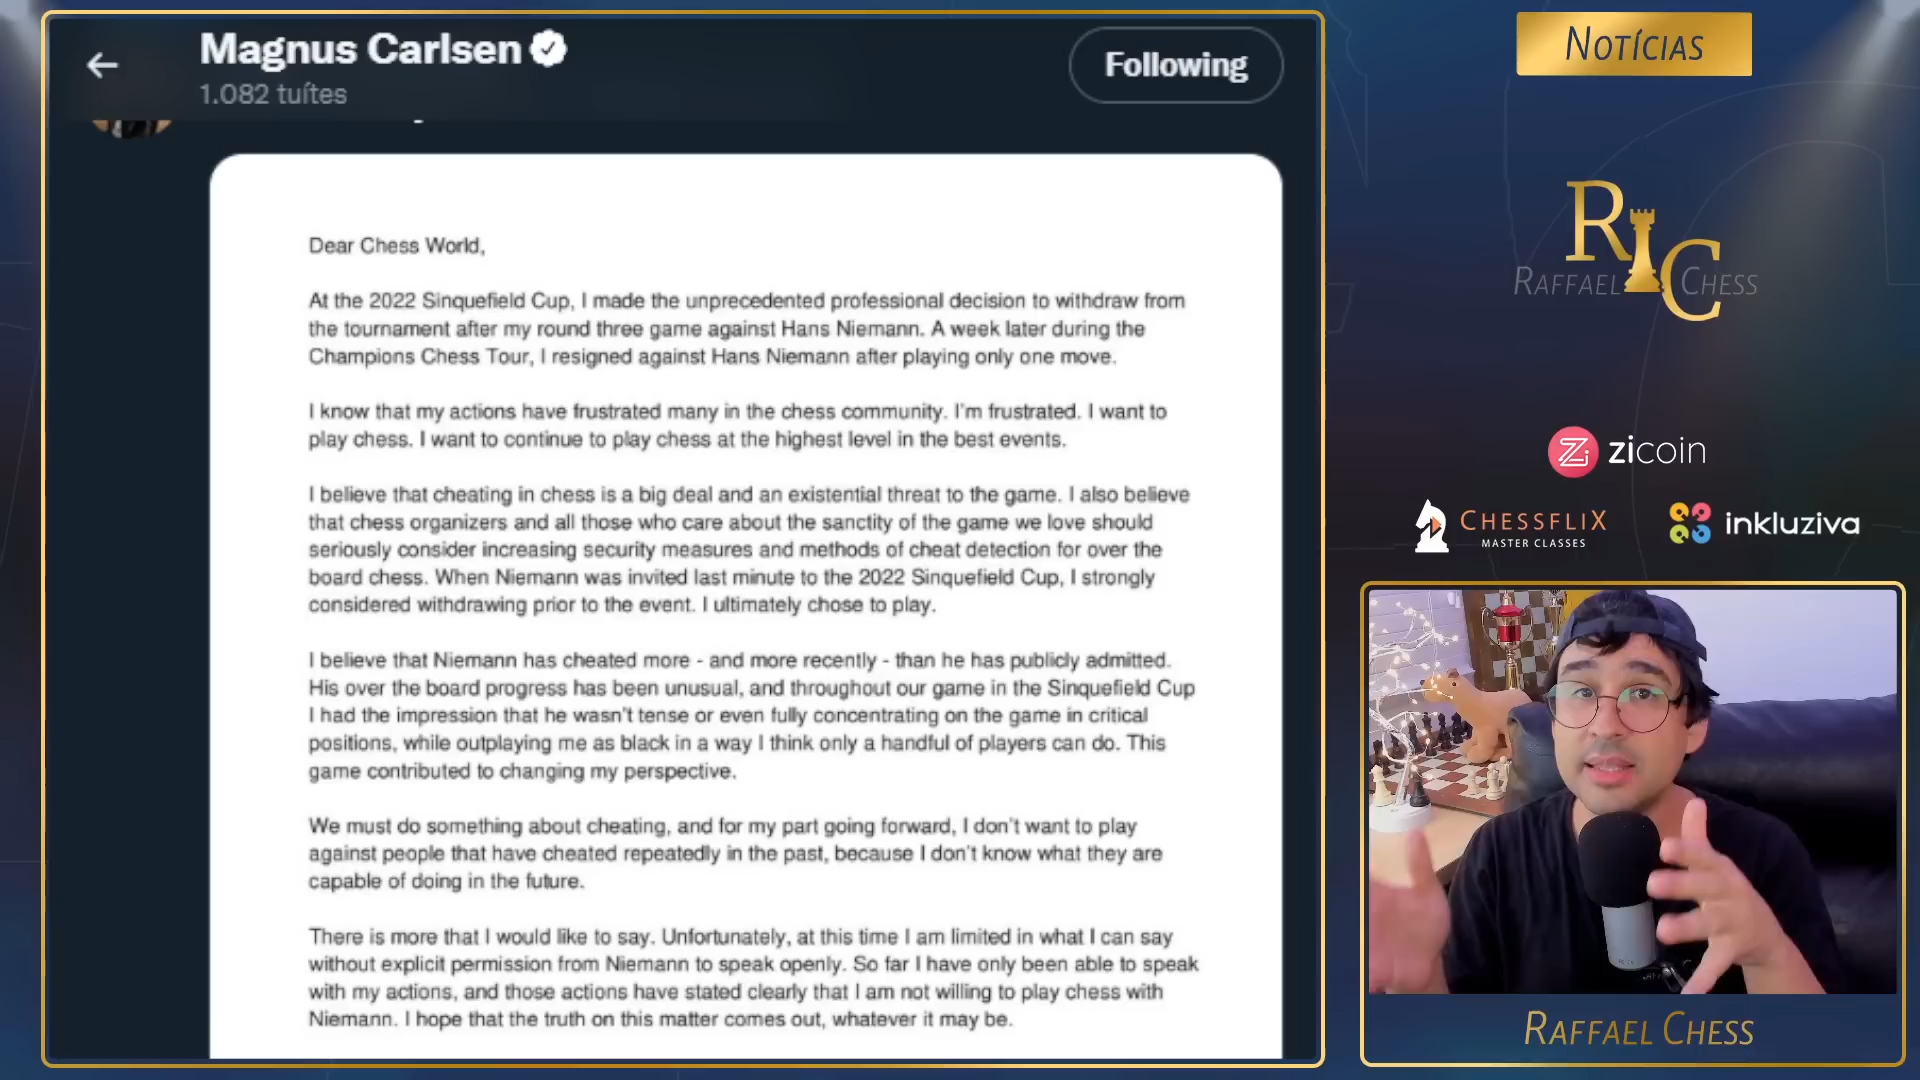 Magnus Carlsen
1.082 tuítes
Following
Dear Chess World,
At the 2022 Sinquefield Cup, I made the unprecedented professional decision to withdraw from
the tournament after my round three game against Hans Niemann. A week later during the
Champions Chess Tour, I resigned against Hans Niemann after playing only one move.
I know that my actions have frustrated many in the chess community. I'm frustrated. I want to
play chess. I want to continue to play chess at the highest level in the best events.
I believe that cheating in chess is a big deal and an existential threat to the game. I also believe
that chess organizers and all those who care about the sanctity of the game we love should
seriously consider increasing security measures and methods of cheat detection for over the
board chess. When Niemann was invited last minute to the 2022 Sinquefield Cup, I strongly
considered withdrawing prior to the event. I ultimately chose to play.
I believe that Niemann has cheated more - and more recently - than he has publicly admitted.
His over the board progress has been unusual, and throughout our game in the Sinquefield Cup
I had the impression that he wasn't tense or even fully concentrating on the game in critical
positions, while outplaying me as black in a way I think only a handful of players can do. This
game contributed to changing my perspective.
We must do something about cheating, and for my part going forward, I don't want to play
against people that have cheated repeatedly in the past, because I don't know what they are
capable of doing in the future.
There is more that I would like to say. Unfortunately, at this time I am limited in what I can say
without explicit permission from Niemann to speak openly. So far I have only been able to speak
with my actions, and those actions have stated clearly that I am not willing to play chess with
Niemann. I hope that the truth on this matter comes out, whatever it may be.
NOTÍCIAS
RC
RAFFAEL CHESS
zicoin
CHESSFLIX
MASTER CLASSES
inkluziva
RAFFAEL CHESS